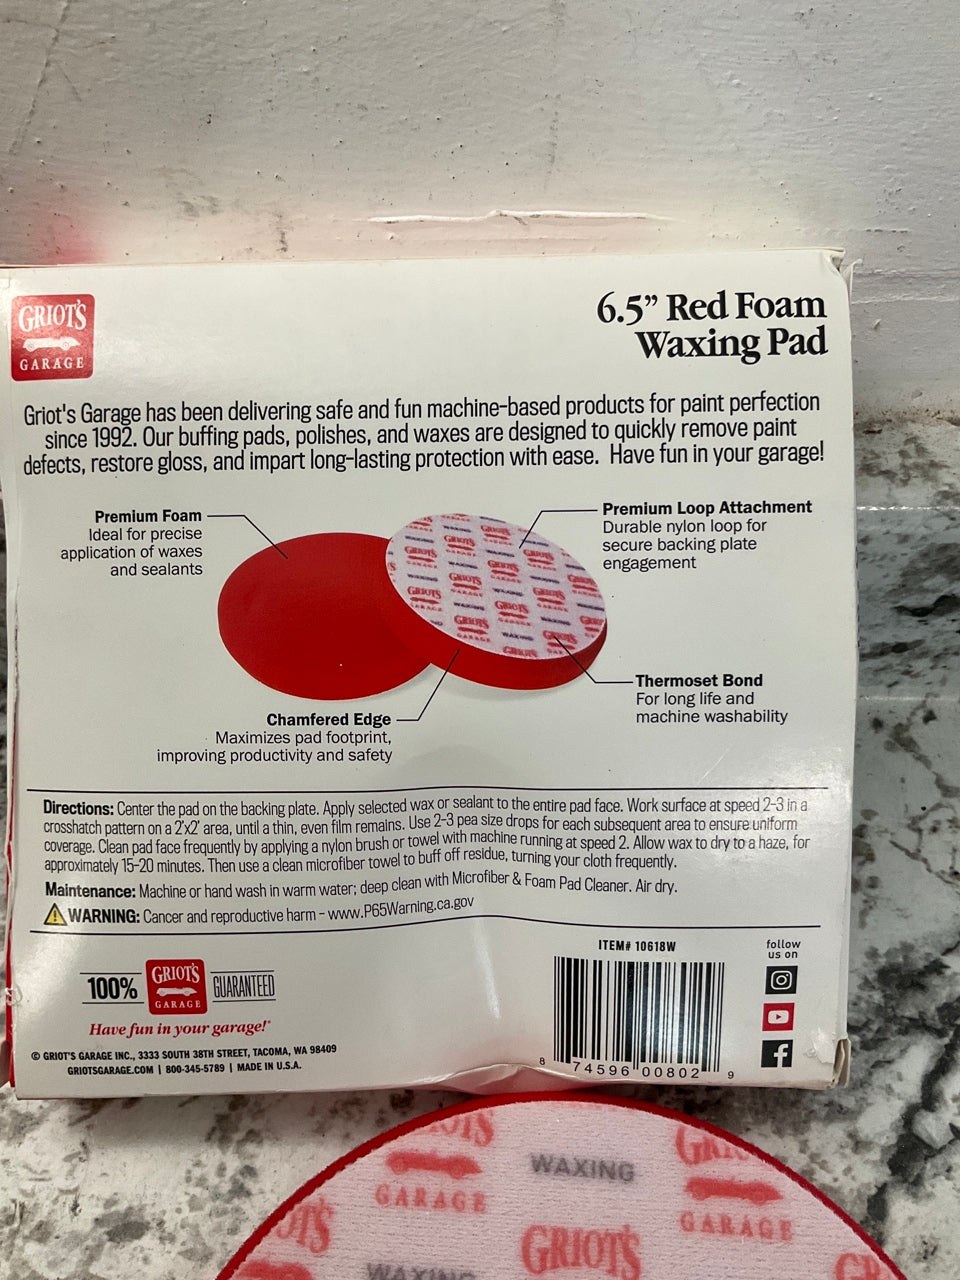 GRIOT'S
GARAGE
6.5” Red Foam
Waxing Pad
Griot's Garage has been delivering safe and fun machine-based products for paint perfection
since 1992. Our buffing pads, polishes, and waxes are designed to quickly remove paint
defects, restore gloss, and impart long-lasting protection with ease. Have fun in your garage!
Premium Foam
Ideal for precise
application of waxes
and sealants
Premium Loop Attachment
Durable nylon loop for
secure backing plate
engagement
Thermoset Bond
For long life and
machine washability
Chamfered Edge
Maximizes pad footprint,
improving productivity and safety
Directions: Center the pad on the backing plate. Apply selected wax or sealant to the entire pad face. Work surface at speed 2-3 in a
crosshatch pattern on a 2'x2' area, until a thin, even film remains. Use 2-3 pea size drops for each subsequent area to ensure uniform
coverage. Clean pad face frequently by applying a nylon brush or towel with machine running at speed 2. Allow wax to dry to a haze, for
approximately 15-20 minutes. Then use a clean microfiber towel to buff off residue, turning your cloth frequently.
Maintenance: Machine or hand wash in warm water; deep clean with Microfiber & Foam Pad Cleaner. Air dry.
WARNING: Cancer and reproductive harm - www.P65Warning.ca.gov
100% GRIOT'S GARAGE GUARANTEED
Have fun in your garage!®
© GRIOT'S GARAGE INC., 3333 SOUTH 38TH STREET, TACOMA, WA 98409
GRIOTSGARAGE.COM | 800-345-5789 | MADE IN U.S.A.
ITEM# 10618W
8 74596 00802 9
follow
us on
WAXING
GARAGE
GARAGE
GRIOT'S
WAXING